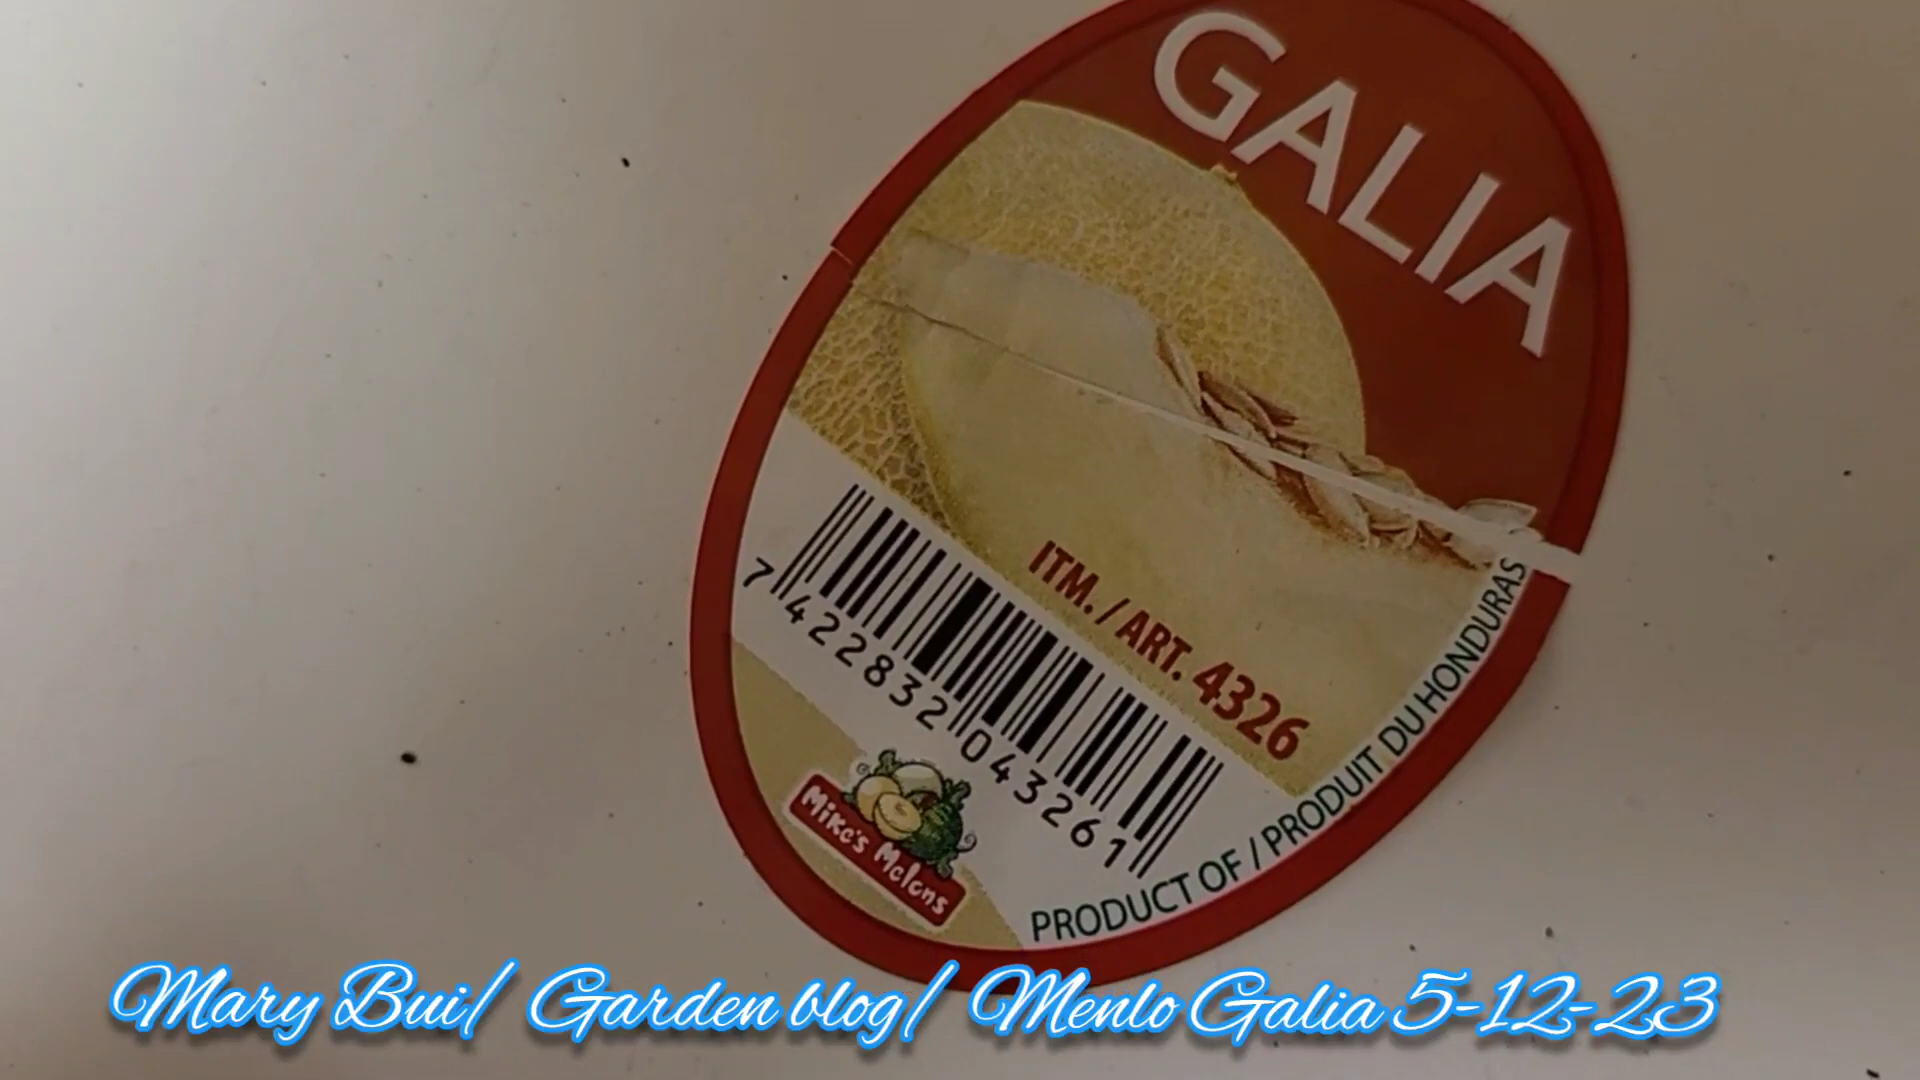 GALIA
ITM. / ART. 4326
7 422832 043261
Mike's Melons
PRODUCT OF / PRODUIT DU HONDURAS
Mary Bui/ Garden blog/ Menlo Galia 5-12-23